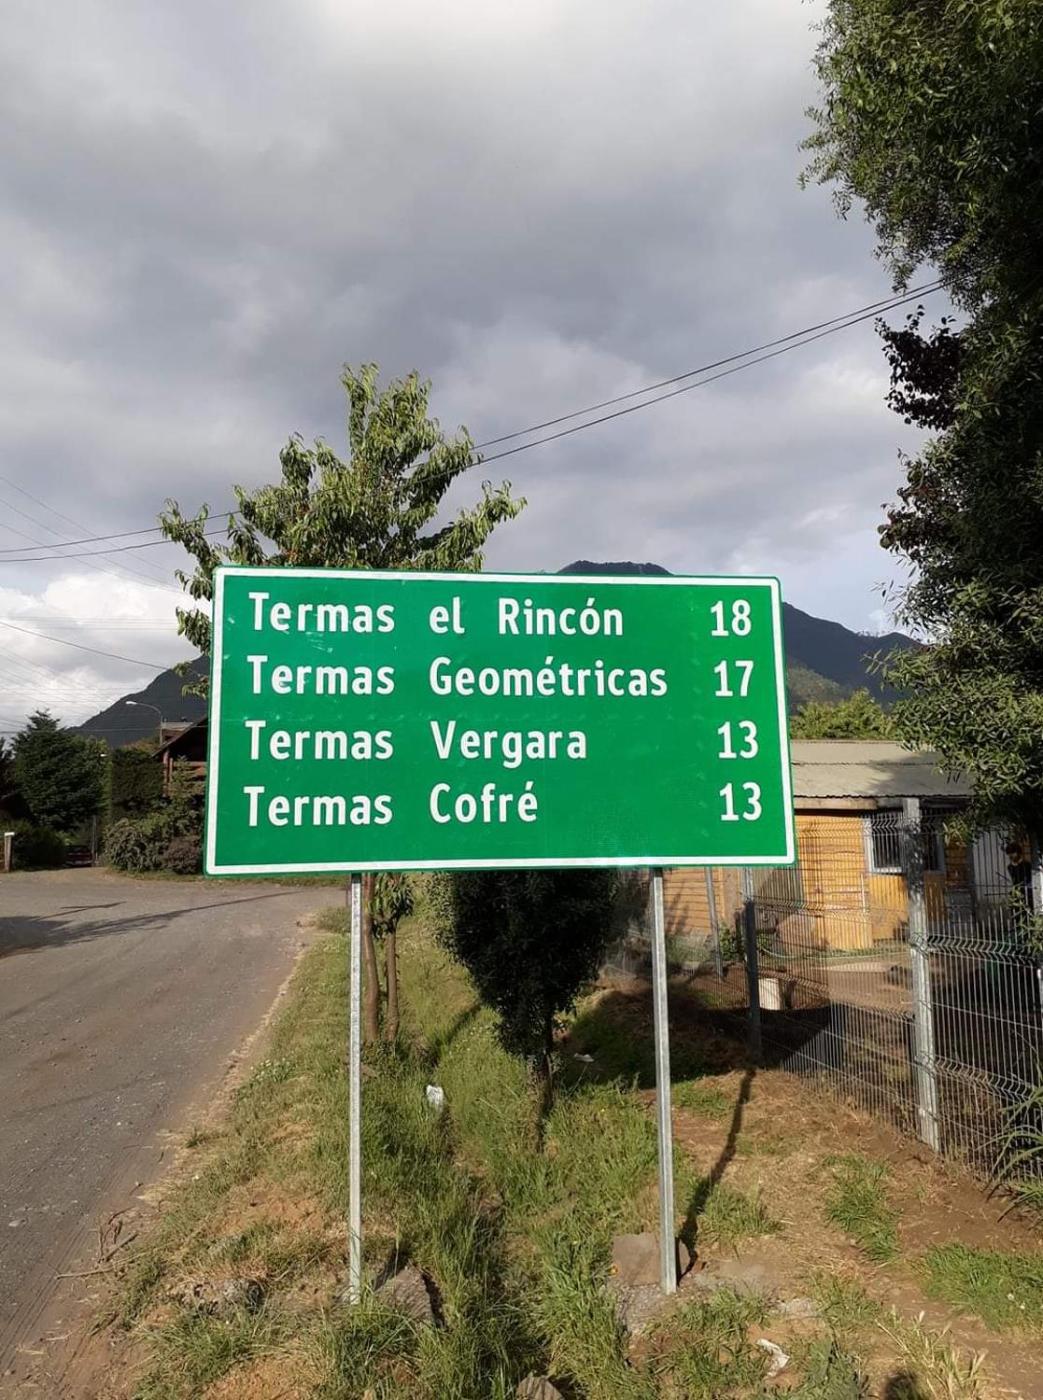 Termas el Rincón 18
Termas Geométricas 17
Termas Vergara 13
Termas Cofré 13